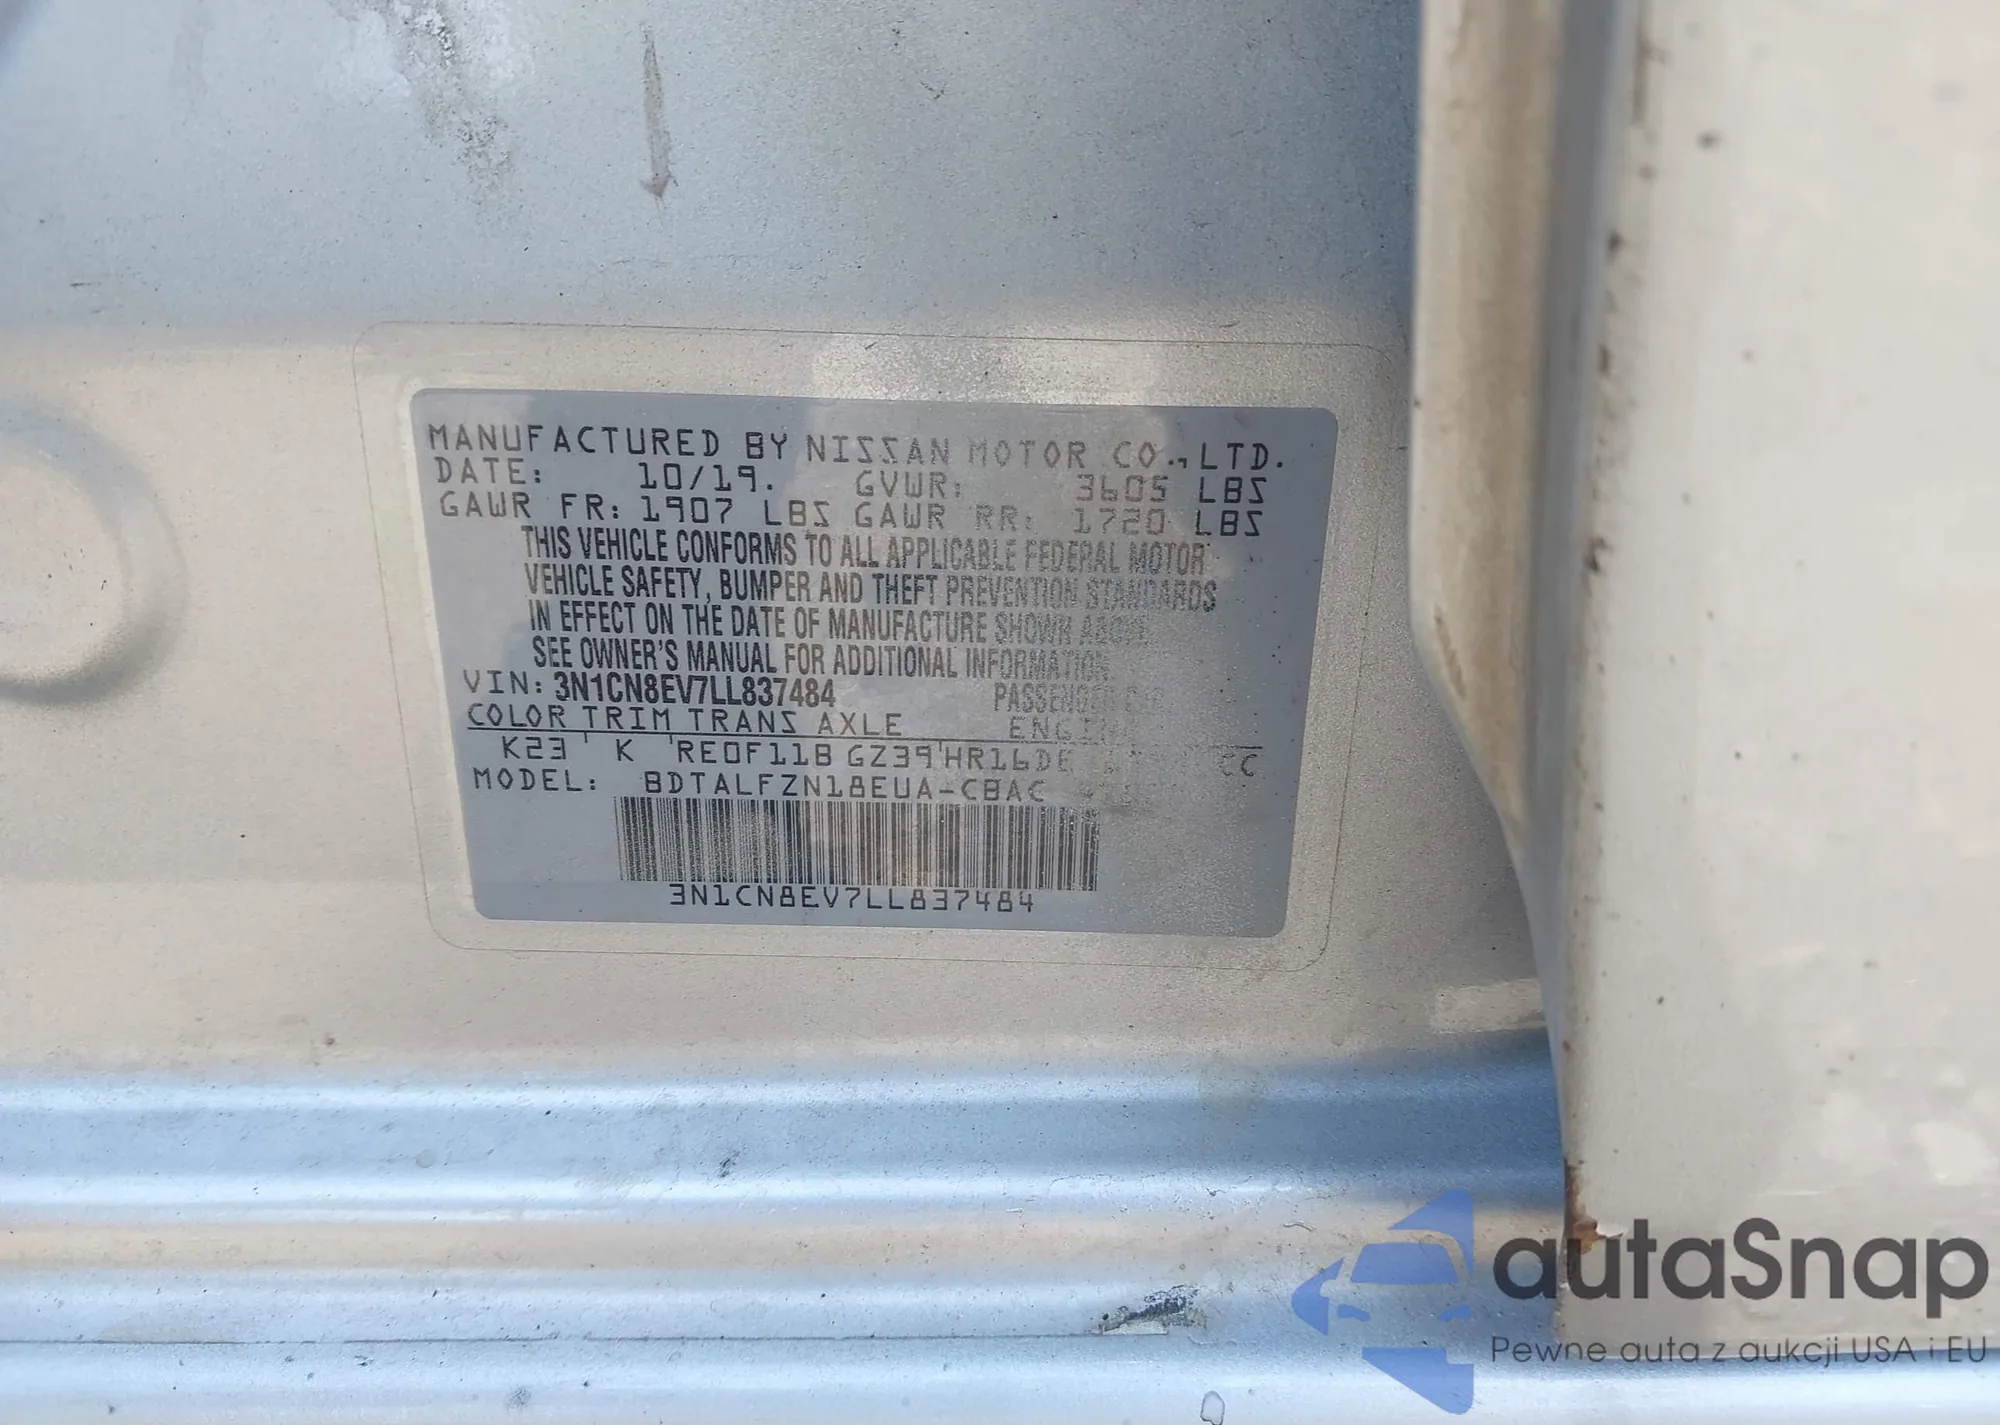 MANUFACTURED BY NISSAN MOTOR CO., LTD.
DATE: 10/19. GVWR: 3605 LBS
GAWR FR: 1907 LBS GAWR RR: 1720 LBS
THIS VEHICLE CONFORMS TO ALL APPLICABLE FEDERAL MOTOR
VEHICLE SAFETY, BUMPER AND THEFT PREVENTION STANDARDS
IN EFFECT ON THE DATE OF MANUFACTURE SHOWN ABOVE.
SEE OWNER'S MANUAL FOR ADDITIONAL INFORMATION.
VIN: 3N1CN8EV7LL837484 PASSENGER
COLOR TRIM TRANS AXLE ENGINE
K23 K RE0F11B GZ39 HR16DE CC
MODEL: BDTALFZN18EUA-CBAC
3N1CN8EV7LL837484
autaSnap
Pewne auta z aukcji USA i EU